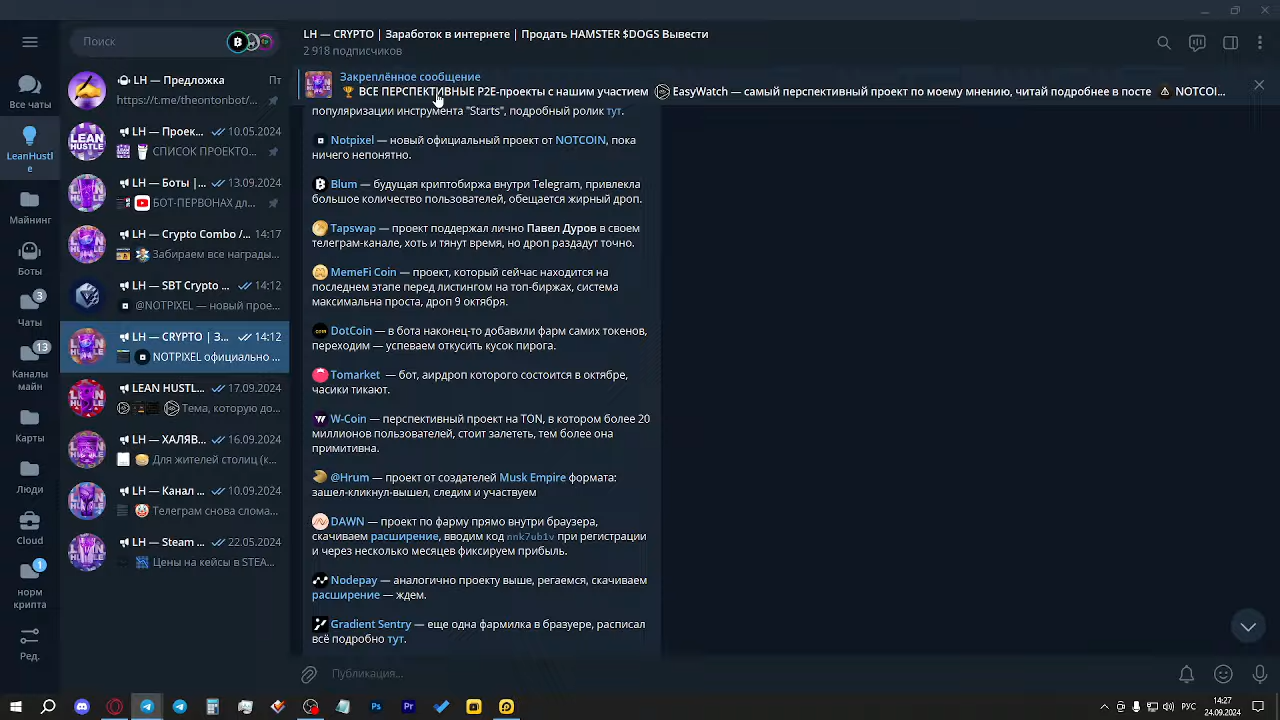 Поиск
LH — CRYPTO | Заработок в интернете | Продать HAMSTER $DOGS Вывести
2 918 подписчиков
Закреплённое сообщение
ВСЕ ПЕРСПЕКТИВНЫЕ P2E-проекты с нашим участием EasyWatch — самый перспективный проект по моему мнению, читай подробнее в посте NOTCOI...
Все чаты
LeanHustl
e
Майнинг
Боты
3
Чаты
13
Каналы
майн
Карты
Люди
Cloud
1
норм
крипта
Ред.
LH — Предложка Пт
https://t.me/theontonbot/...
LH — Проек... 10.05.2024
СПИСОК ПРОЕКТО...
LH — Боты |... 13.09.2024
БОТ-ПЕРВОНАХ дл...
LH — Crypto Combo /... 14:17
Забираем все награды...
LH — SBT Crypto ... 14:12
@NOTPIXEL — новый прое...
LH — CRYPTO | З... 14:12
NOTPIXEL официально ...
LEAN HUSTL... 17.09.2024
Тема, которую до...
LH — ХАЛЯВ... 16.09.2024
Для жителей столиц (к...
LH — Канал ... 10.09.2024
Телеграм снова слома...
LH — Steam ... 22.05.2024
Цены на кейсы в STEA...
популяризации инструмента "Starts", подробный ролик тут.
Notpixel — новый официальный проект от NOTCOIN, пока
ничего непонятно.
Blum — будущая криптобиржа внутри Telegram, привлекла
большое количество пользователей, обещается жирный дроп.
Tapswap — проект поддержал лично Павел Дуров в своем
телеграм-канале, хоть и тянут время, но дроп раздадут точно.
MemeFi Coin — проект, который сейчас находится на
последнем этапе перед листингом на топ-биржах, система
максимальна проста, дроп 9 октября.
DotCoin — в бота наконец-то добавили фарм самих токенов,
переходим — успеваем откусить кусок пирога.
Tomarket — бот, аирдроп которого состоится в октябре,
часики тикают.
W-Coin — перспективный проект на TON, в котором более 20
миллионов пользователей, стоит залететь, тем более она
примитивна.
@Hrum — проект от создателей Musk Empire формата:
зашел-кликнул-вышел, следим и участвуем
DAWN — проект по фарму прямо внутри браузера,
скачиваем расширение, вводим код nnk7ub1v при регистрации
и через несколько месяцев фиксируем прибыль.
Nodepay — аналогично проекту выше, регаемся, скачиваем
расширение — ждем.
Gradient Sentry — еще одна фармилка в бразуере, расписал
всё подробно тут.
Публикация...
РУС
14:27
24.09.2024